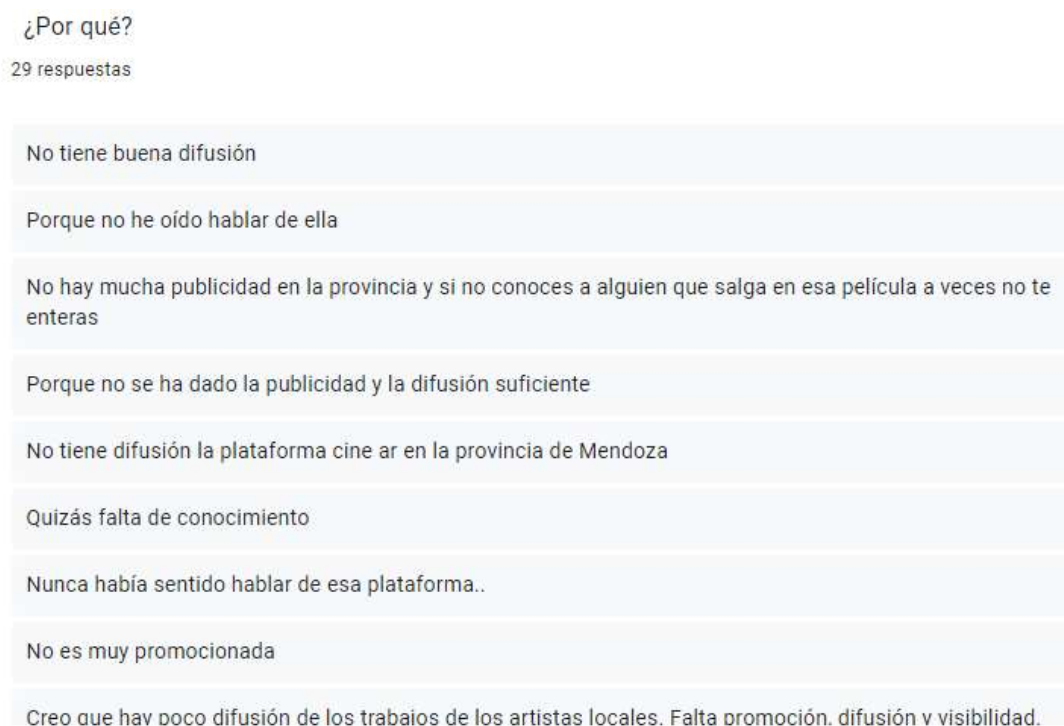 ¿Por qué?
29 respuestas
No tiene buena difusión
Porque no he oído hablar de ella
No hay mucha publicidad en la provincia y si no conoces a alguien que salga en esa película a veces no te
enteras
Porque no se ha dado la publicidad y la difusión suficiente
No tiene difusión la plataforma cine ar en la provincia de Mendoza
Quizás falta de conocimiento
Nunca había sentido hablar de esa plataforma..
No es muy promocionada
Creo que hay poco difusión de los trabajos de los artistas locales. Falta promoción, difusión y visibilidad.